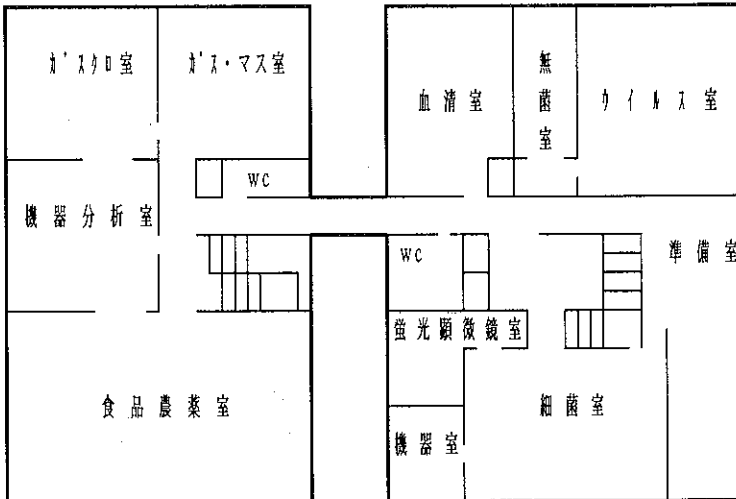 ガスクロ室
ガス・マス室
血清室
無菌室
ウイルス室
WC
機器分析室
WC
準備室
蛍光顕微鏡室
食品農薬室
細菌室
機器室